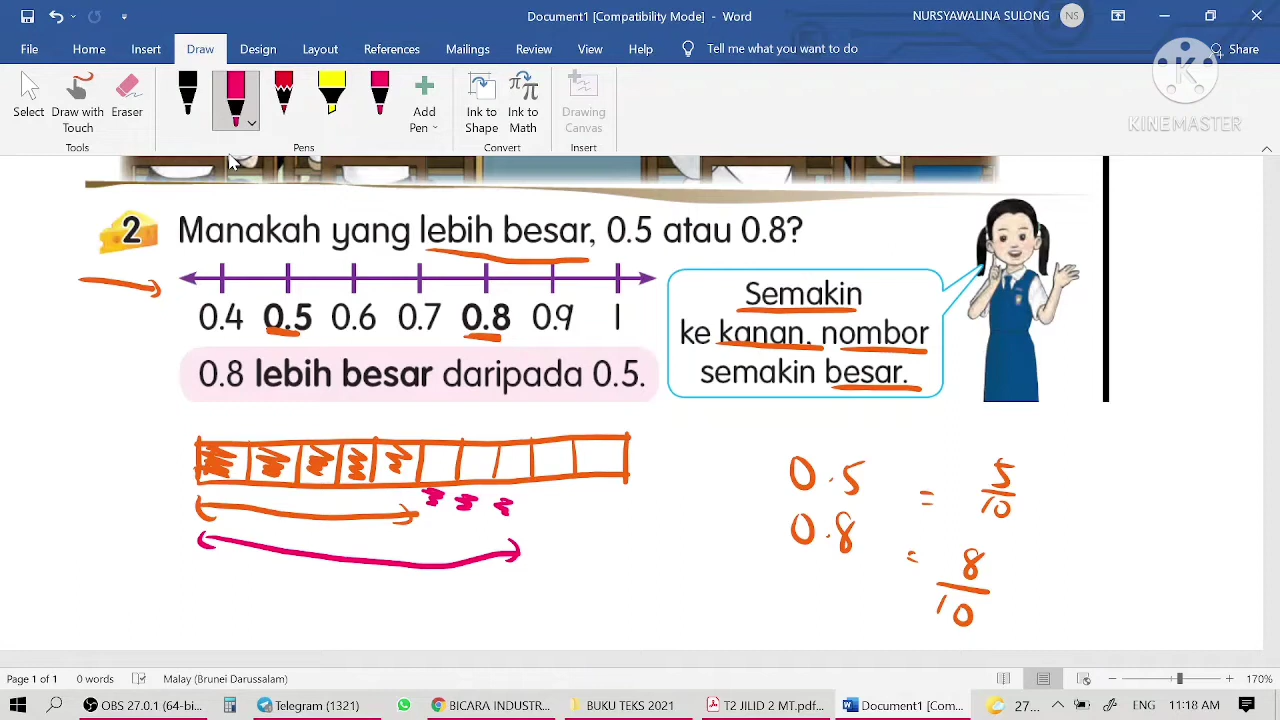 Document1 [Compatibility Mode] - Word
NURSYAWALINA SULONG
NS
File Home Insert Draw Design Layout References Mailings Review View Help Tell me what you want to do Share
Select
Draw with Touch
Eraser
Add Pen
Ink to Shape
Ink to Math
Drawing Canvas
Tools Pens Convert Insert
K
KINEMASTER
2 Manakah yang lebih besar, 0.5 atau 0.8?
0.4 0.5 0.6 0.7 0.8 0.9 1
0.8 lebih besar daripada 0.5.
Semakin
ke kanan, nombor
semakin besar.
0.5 = 5/10
0.8 = 8/10
Page 1 of 1 0 words Malay (Brunei Darussalam) 170%
OBS 27.0.1 (64-bi... Telegram (1321) BICARA INDUSTR... BUKU TEKS 2021 T2 JILID 2 MT.pdf... Document1 [Com... 27... 11:18 AM